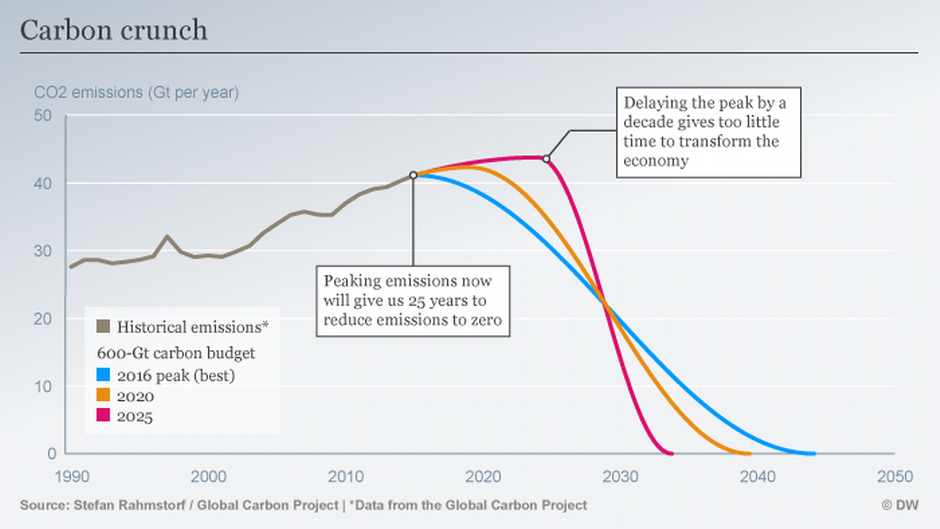 Carbon crunch
CO2 emissions (Gt per year)
50
40
30
20
10
0
Delaying the peak by a
decade gives too little
time to transform the
economy
Peaking emissions now
will give us 25 years to
reduce emissions to zero
Historical emissions*
600-Gt carbon budget
2016 peak (best)
2020
2025
1990 2000 2010 2020 2030 2040 2050
Source: Stefan Rahmstorf / Global Carbon Project | *Data from the Global Carbon Project © DW